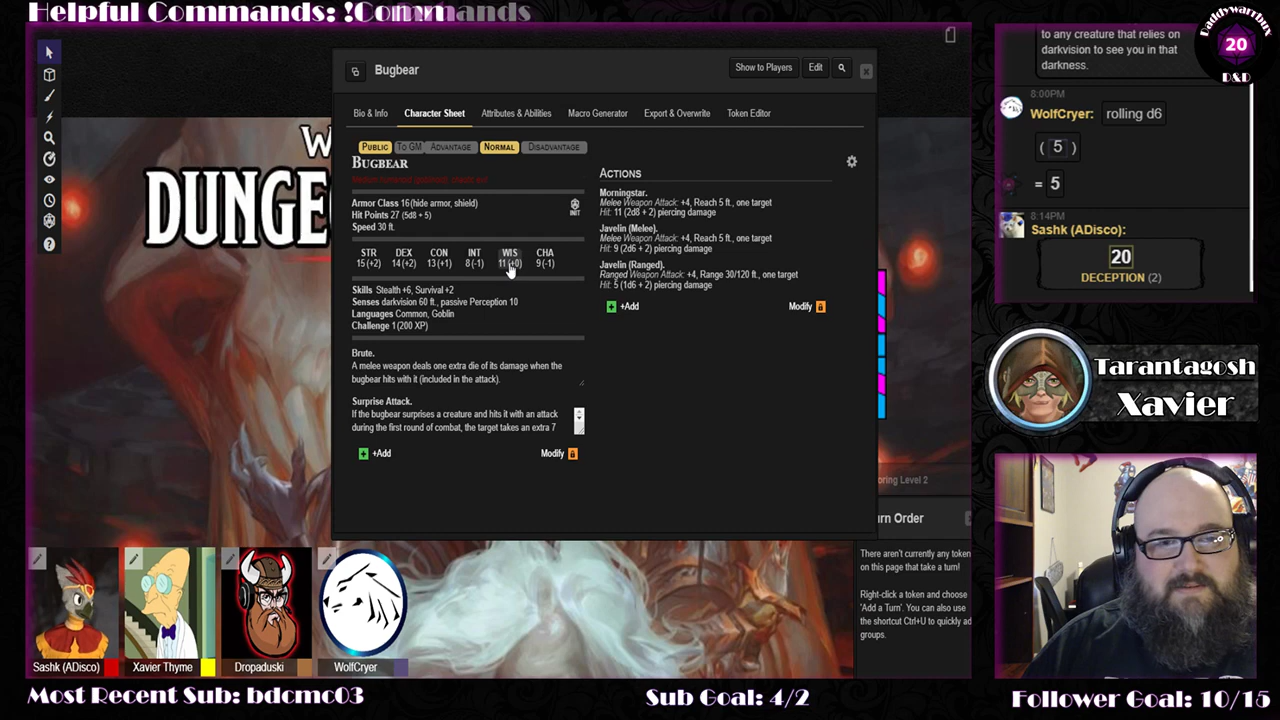 Helpful Commands: !Comm
Commands
Daddywarrbux
20
D&D
Bugbear
Show to Players
Edit
Bio & Info
Character Sheet
Attributes & Abilities
Macro Generator
Export & Overwrite
Token Editor
PUBLIC
To GM
ADVANTAGE
NORMAL
DISADVANTAGE
BUGBEAR
Armor Class 16 (hide armor, shield)
Hit Points 27 (5d8 + 5)
Speed 30 ft.
INIT
STR DEX CON INT WIS CHA
15 (+2) 14 (+2) 13 (+1) 8 (-1) 11 (+0) 9 (-1)
Skills Stealth +6, Survival +2
Senses darkvision 60 ft., passive Perception 10
Languages Common, Goblin
Challenge 1 (200 XP)
Brute.
A melee weapon deals one extra die of its damage when the
bugbear hits with it (included in the attack).
Surprise Attack.
If the bugbear surprises a creature and hits it with an attack
during the first round of combat, the target takes an extra 7
+Add
Modify
ACTIONS
Morningstar.
Melee Weapon Attack: +4, Reach 5 ft., one target
Hit: 11 (2d8 + 2) piercing damage
Javelin (Melee).
Melee Weapon Attack: +4, Reach 5 ft., one target
Hit: 9 (2d6 + 2) piercing damage
Javelin (Ranged).
Ranged Weapon Attack: +4, Range 30/120 ft., one target
Hit: 5 (1d6 + 2) piercing damage
+Add
Modify
W
DUNGE
oring Level 2
urn Order
There aren't currently any token
on this page that take a turn!
Right-click a token and choose
'Add a Turn'. You can also use
the shortcut Ctrl+U to quickly ad
groups.
to any creature that relies on
darkvision to see you in that
darkness.
8:00PM
WolfCryer: rolling d6
( 5 )
= 5
8:14PM
Sashk (ADisco):
20
DECEPTION (2)
Tarantagosh
Xavier
Sashk (ADisco)
Xavier Thyme
Dropaduski
WolfCryer
Most Recent Sub: bdcmc03
Sub Goal: 4/2
Follower Goal: 10/15